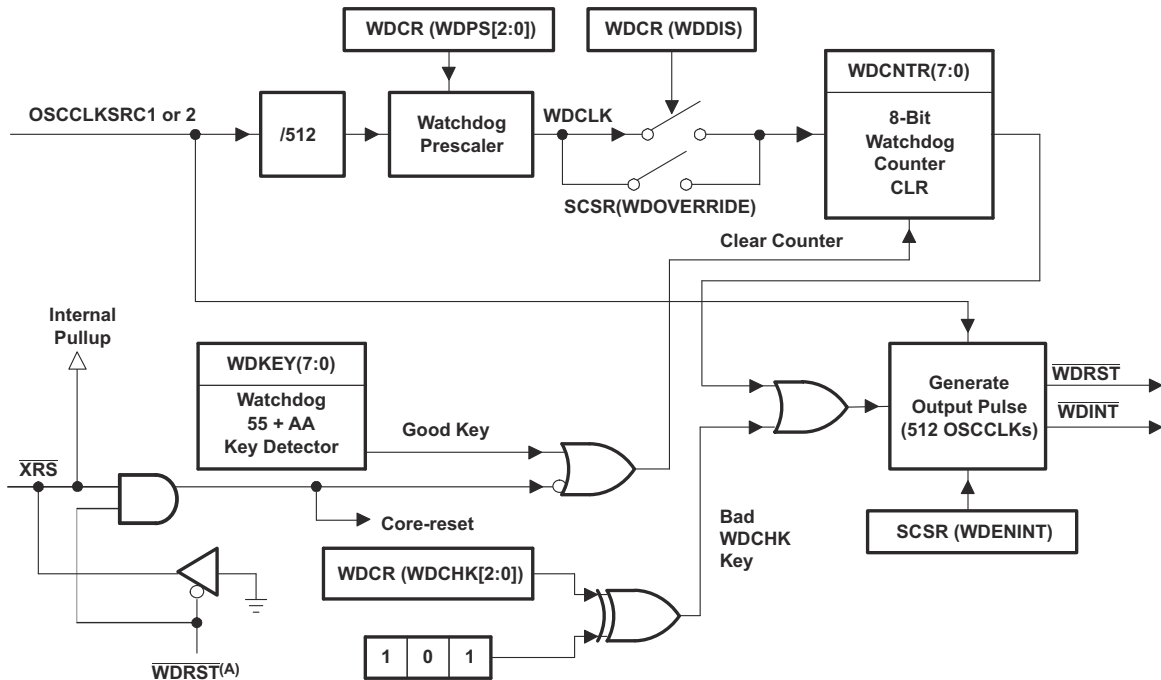 WDCR (WDPS[2:0])
WDCR (WDDIS)
WDCNTR(7:0)
OSCCLKSRC1 or 2
/512
Watchdog
Prescaler
WDCLK
8-Bit
Watchdog
Counter
CLR
SCSR(WDOVERRIDE)
Clear Counter
Internal
Pullup
WDKEY(7:0)
Watchdog
55 + AA
Key Detector
Good Key
Generate
Output Pulse
(512 OSCCLKs)
WDRST
WDINT
XRS
Core-reset
Bad
WDCHK
Key
SCSR (WDENINT)
WDCR (WDCHK[2:0])
1 0 1
WDRST(A)